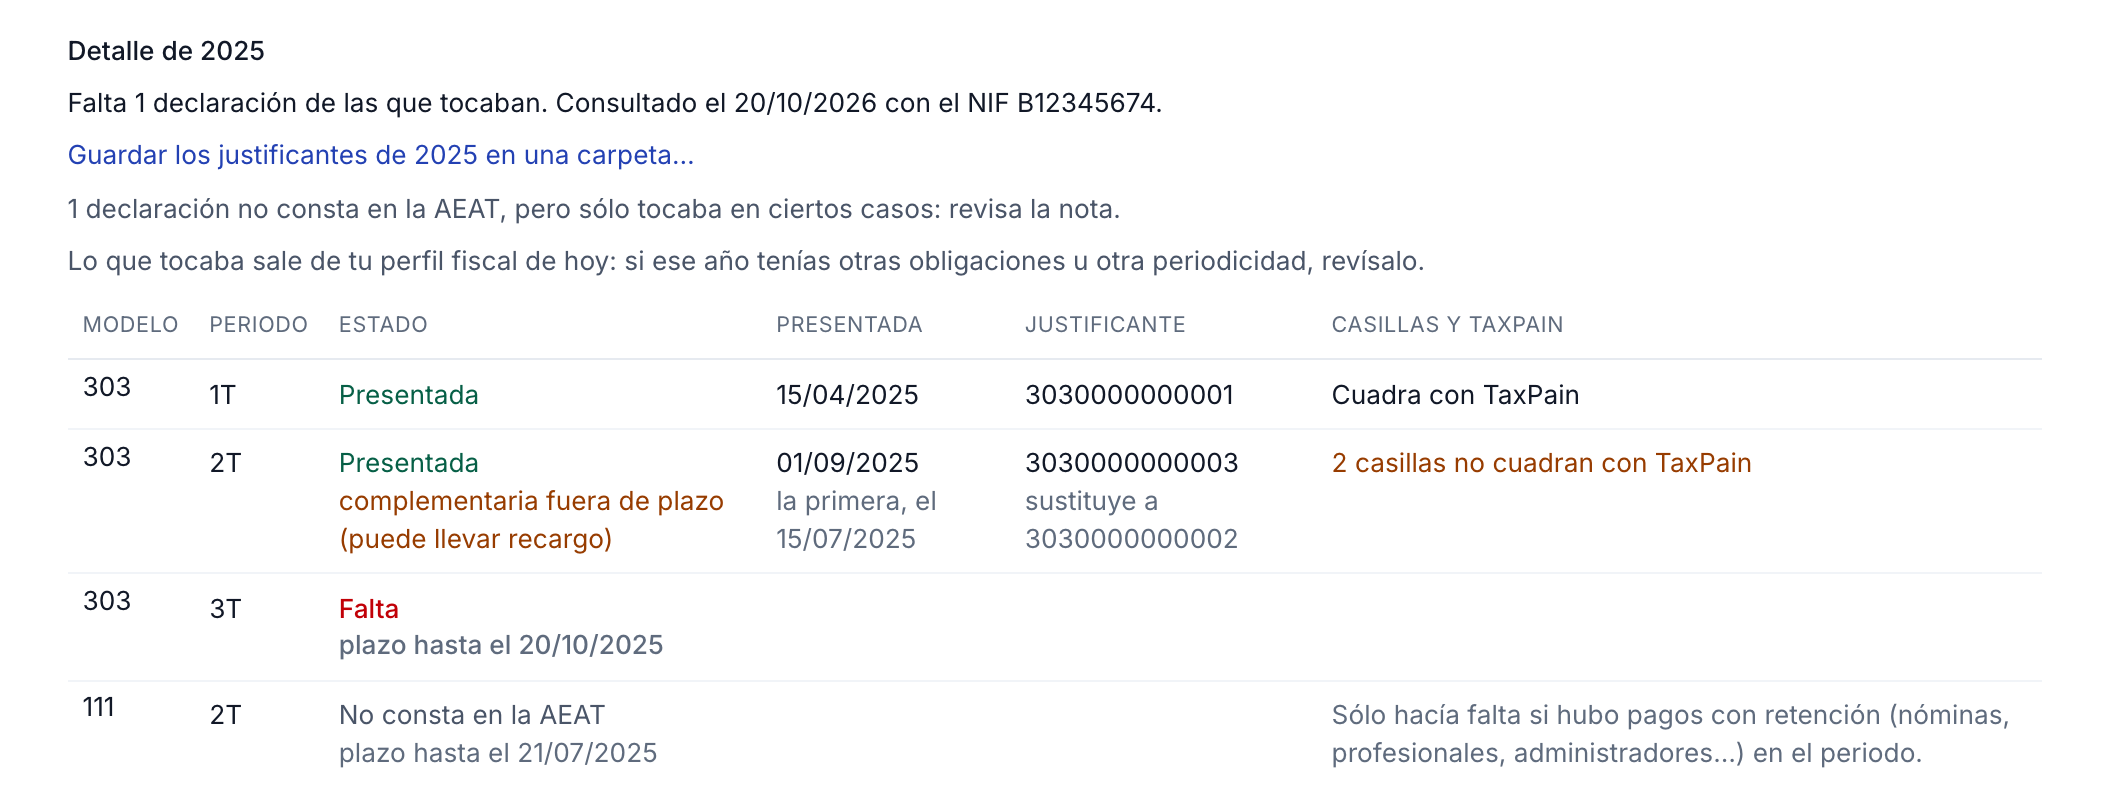 Detalle de 2025
Falta 1 declaración de las que tocaban. Consultado el 20/10/2026 con el NIF B12345674.
Guardar los justificantes de 2025 en una carpeta...
1 declaración no consta en la AEAT, pero sólo tocaba en ciertos casos: revisa la nota.
Lo que tocaba sale de tu perfil fiscal de hoy: si ese año tenías otras obligaciones u otra periodicidad, revísalo.
MODELO PERIODO ESTADO PRESENTADA JUSTIFICANTE CASILLAS Y TAXPAIN
303 1T Presentada 15/04/2025 3030000000001 Cuadra con TaxPain
303 2T Presentada 01/09/2025 3030000000003 2 casillas no cuadran con TaxPain
complementaria fuera de plazo la primera, el sustituye a
(puede llevar recargo) 15/07/2025 3030000000002
303 3T Falta
plazo hasta el 20/10/2025
111 2T No consta en la AEAT Sólo hacía falta si hubo pagos con retención (nóminas,
plazo hasta el 21/07/2025 profesionales, administradores...) en el periodo.